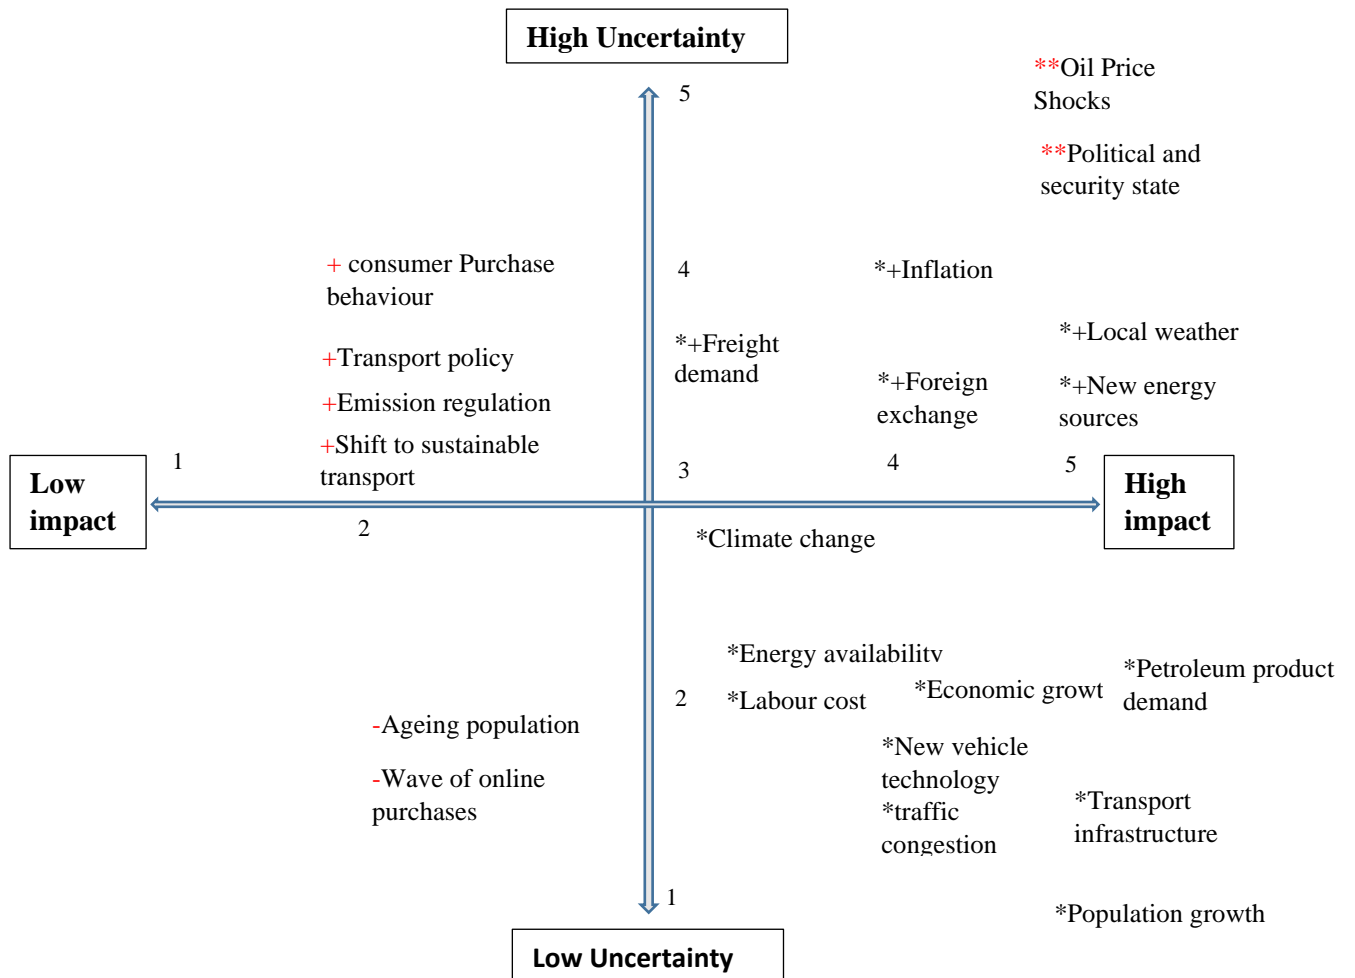 High Uncertainty
**Oil Price
Shocks
5
**Political and
security state
+ consumer Purchase
behaviour
4
*+Inflation
+Transport policy
*+Freight
demand
*+Local weather
+Emission regulation
*+Foreign
exchange
*+New energy
sources
+Shift to sustainable
transport
1
3
4
5
Low
impact
High
impact
2
*Climate change
*Energy availability
*Labour cost
2
*Economic growt
*Petroleum product
demand
-Ageing population
-Wave of online
purchases
*New vehicle
technology
*traffic
congestion
*Transport
infrastructure
1
*Population growth
Low Uncertainty